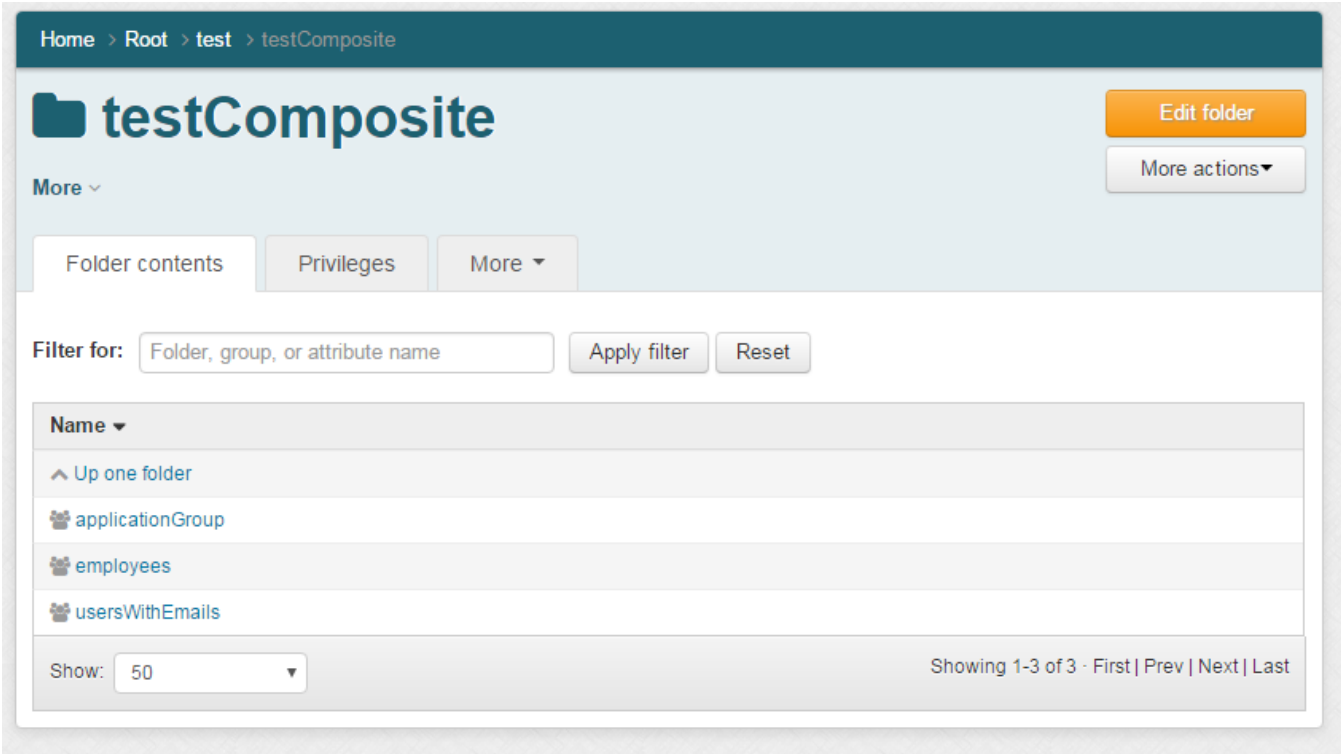 Home > Root > test > testComposite
testComposite
Edit folder
More actions
More
Folder contents Privileges More
Filter for: Folder, group, or attribute name Apply filter Reset
Name
Up one folder
applicationGroup
employees
usersWithEmails
Show: 50 Showing 1-3 of 3 · First | Prev | Next | Last